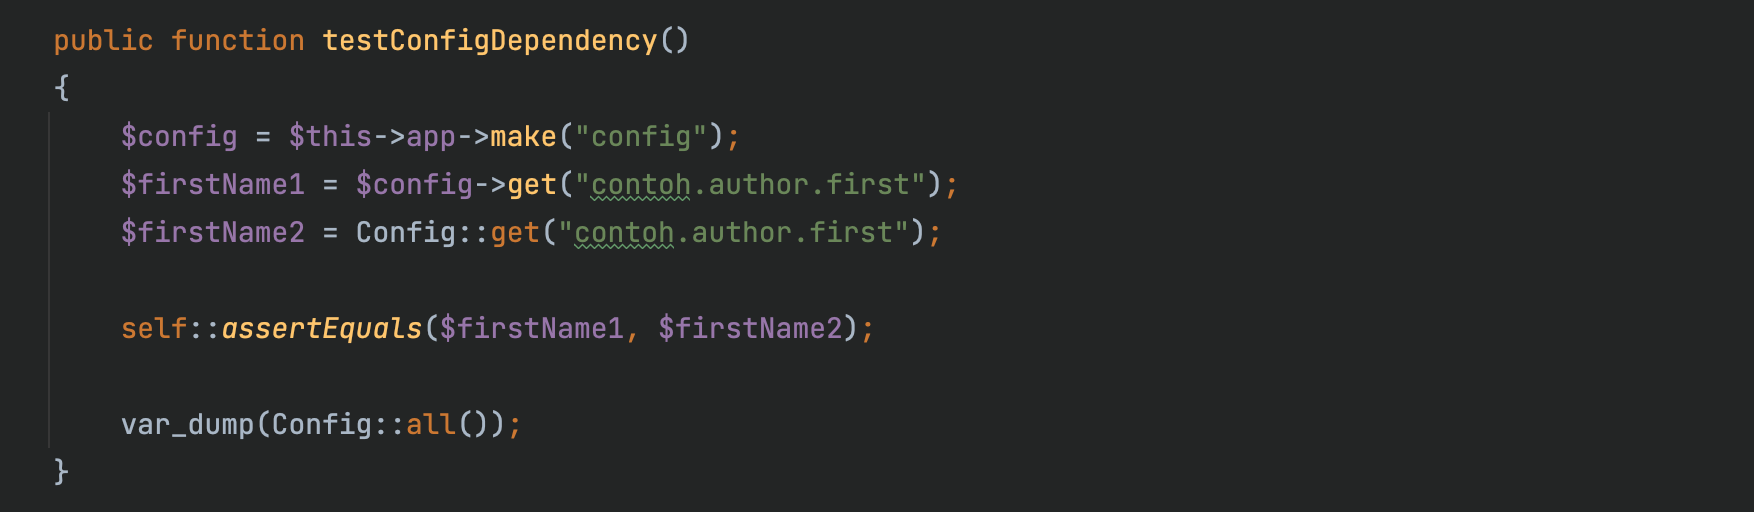 public function testConfigDependency()
{
    $config = $this->app->make("config");
    $firstName1 = $config->get("contoh.author.first");
    $firstName2 = Config::get("contoh.author.first");

    self::assertEquals($firstName1, $firstName2);

    var_dump(Config::all());
}